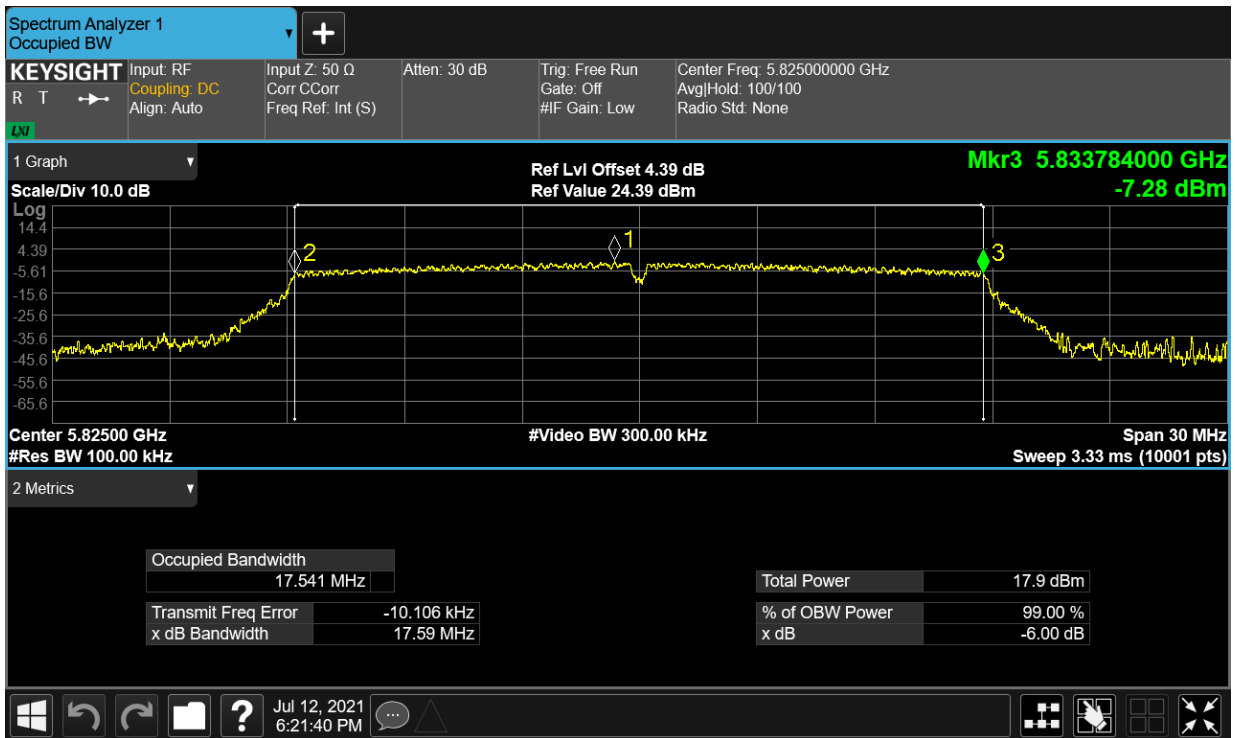 Spectrum Analyzer 1
Occupied BW
▼
+
KEYSIGHT
R T
LXI
Input: RF
Coupling: DC
Align: Auto
Input Z: 50 Ω
Corr CCorr
Freq Ref: Int (S)
Atten: 30 dB
Trig: Free Run
Gate: Off
#IF Gain: Low
Center Freq: 5.825000000 GHz
Avg|Hold: 100/100
Radio Std: None
1 Graph ▼
Scale/Div 10.0 dB
Ref Lvl Offset 4.39 dB
Ref Value 24.39 dBm
Mkr3 5.833784000 GHz
-7.28 dBm
Log
14.4
4.39
-5.61
-15.6
-25.6
-35.6
-45.6
-55.6
-65.6
2
1
3
Center 5.82500 GHz
#Res BW 100.00 kHz
#Video BW 300.00 kHz
Span 30 MHz
Sweep 3.33 ms (10001 pts)
2 Metrics ▼
Occupied Bandwidth
17.541 MHz
Transmit Freq Error -10.106 kHz
x dB Bandwidth 17.59 MHz
Total Power 17.9 dBm
% of OBW Power 99.00 %
x dB -6.00 dB
?
Jul 12, 2021
6:21:40 PM